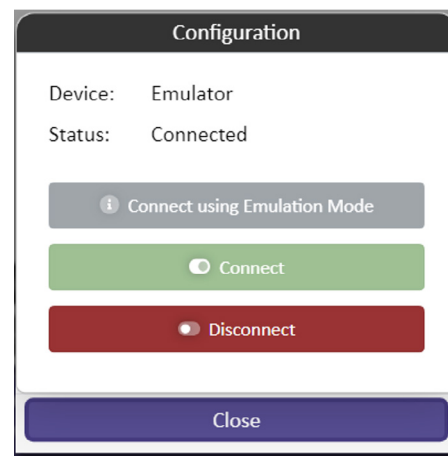 Configuration
Device: Emulator
Status: Connected
Connect using Emulation Mode
Connect
Disconnect
Close